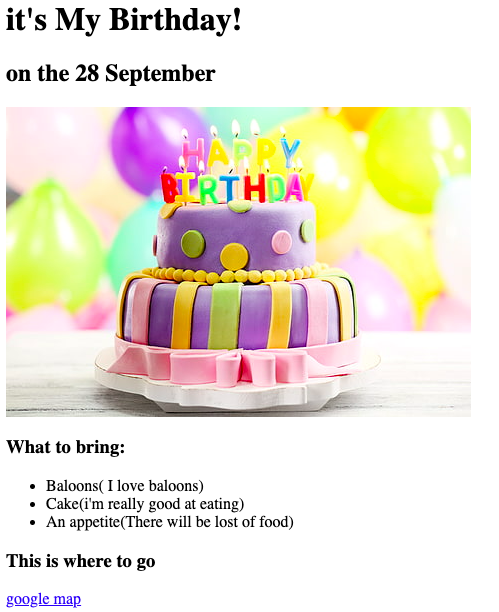 it's My Birthday!
on the 28 September
HAPPY
BIRTHDAY
What to bring:
Baloons( I love baloons)
Cake(i'm really good at eating)
An appetite(There will be lost of food)
This is where to go
google map